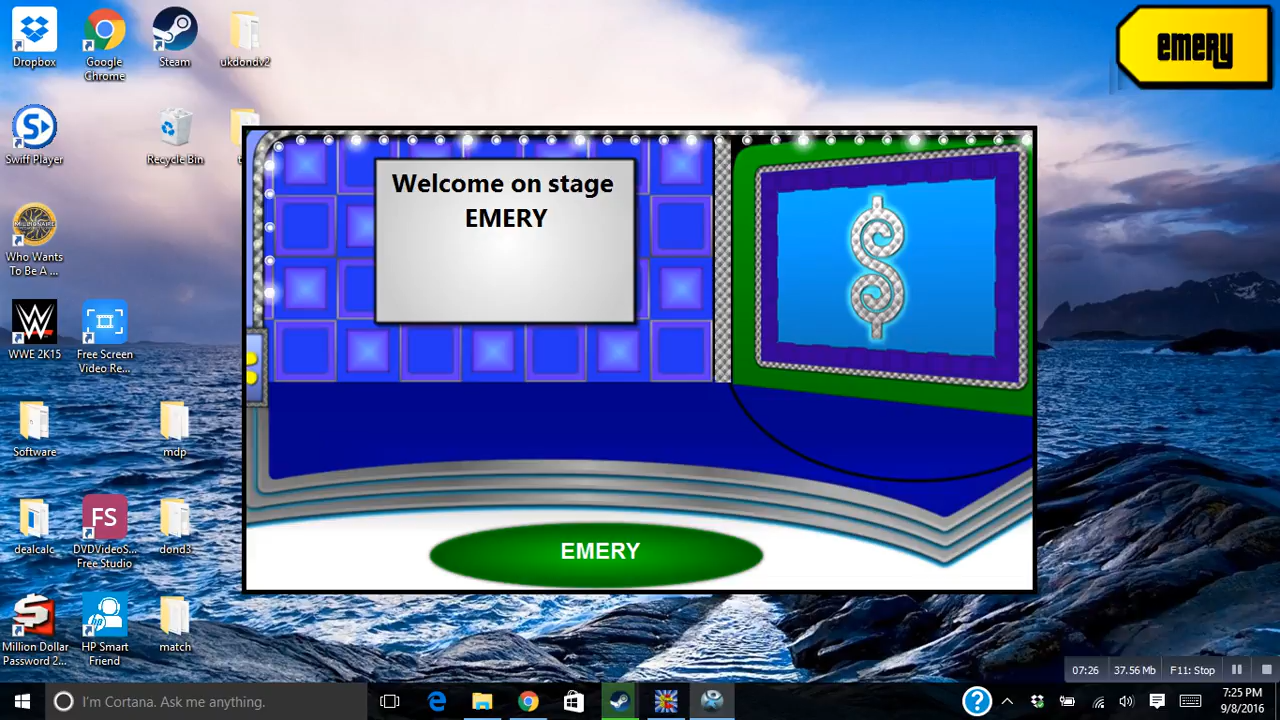 Dropbox
Google
Chrome
Steam
ukdondv2
emery
Swiff Player
Recycle Bin
Welcome on stage
EMERY
$
Who Wants
To Be A ...
WWE 2K15
Free Screen
Video Re...
Software
mdp
dealcalc
DVDVideoS...
Free Studio
dond3
EMERY
Million Dollar
Password 2...
HP Smart
Friend
match
07:26
37.56 Mb
F11: Stop
I'm Cortana. Ask me anything.
7:25 PM
9/8/2016